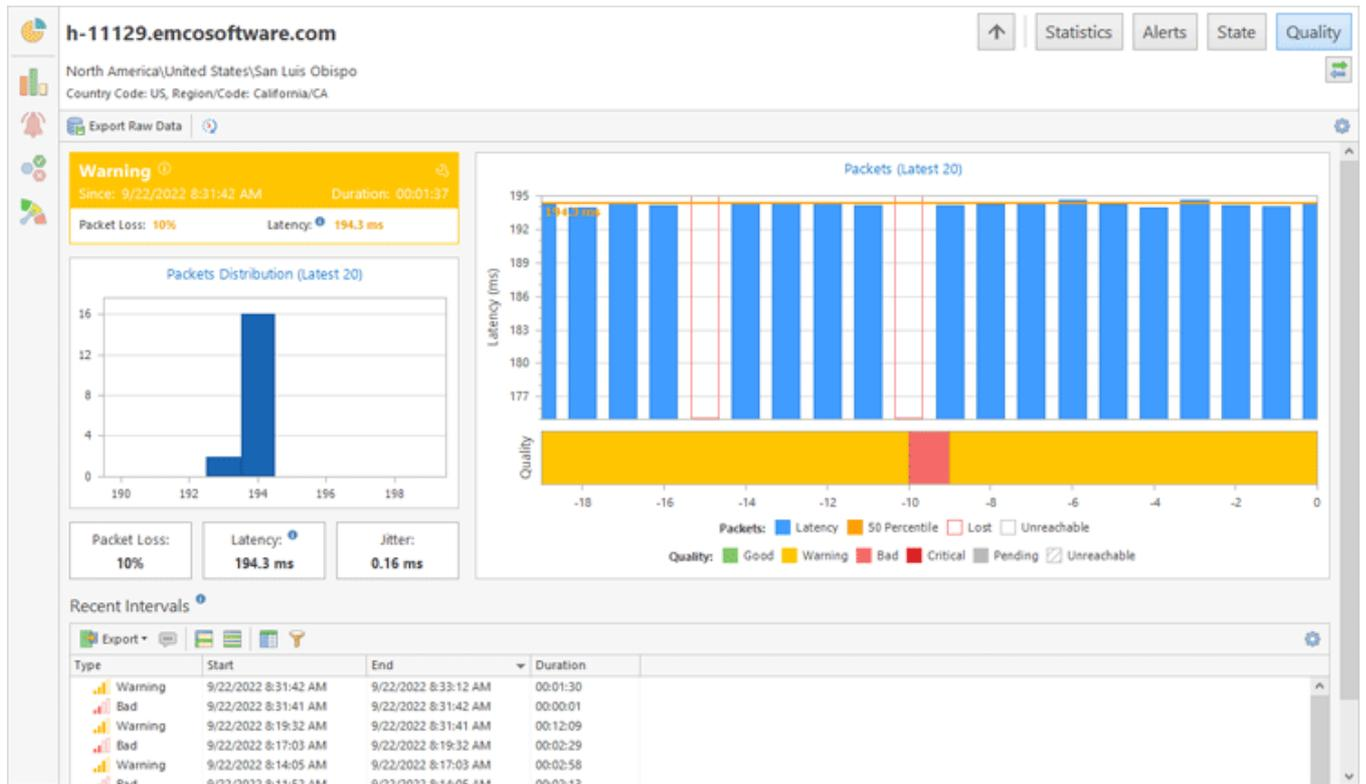 h-11129.emcosoftware.com
Statistics
Alerts
State
Quality
North America\United States\San Luis Obispo
Country Code: US, Region/Code: California/CA
Export Raw Data
Warning
Since: 9/22/2022 8:31:42 AM Duration: 00:01:37
Packet Loss: 10% Latency: 194.3 ms
Packets Distribution (Latest 20)
16
12
8
4
0
190 192 194 196 198
Packet Loss:
10%
Latency:
194.3 ms
Jitter:
0.16 ms
Packets (Latest 20)
195
192
189
186
183
180
177
Latency (ms)
194.3 ms
Quality
-18 -16 -14 -12 -10 -8 -6 -4 -2 0
Packets: Latency 50 Percentile Lost Unreachable
Quality: Good Warning Bad Critical Pending Unreachable
Recent Intervals
Export
Type Start End Duration
Warning 9/22/2022 8:31:42 AM 9/22/2022 8:33:12 AM 00:01:30
Bad 9/22/2022 8:31:41 AM 9/22/2022 8:31:42 AM 00:00:01
Warning 9/22/2022 8:19:32 AM 9/22/2022 8:31:41 AM 00:12:09
Bad 9/22/2022 8:17:03 AM 9/22/2022 8:19:32 AM 00:02:29
Warning 9/22/2022 8:14:05 AM 9/22/2022 8:17:03 AM 00:02:58